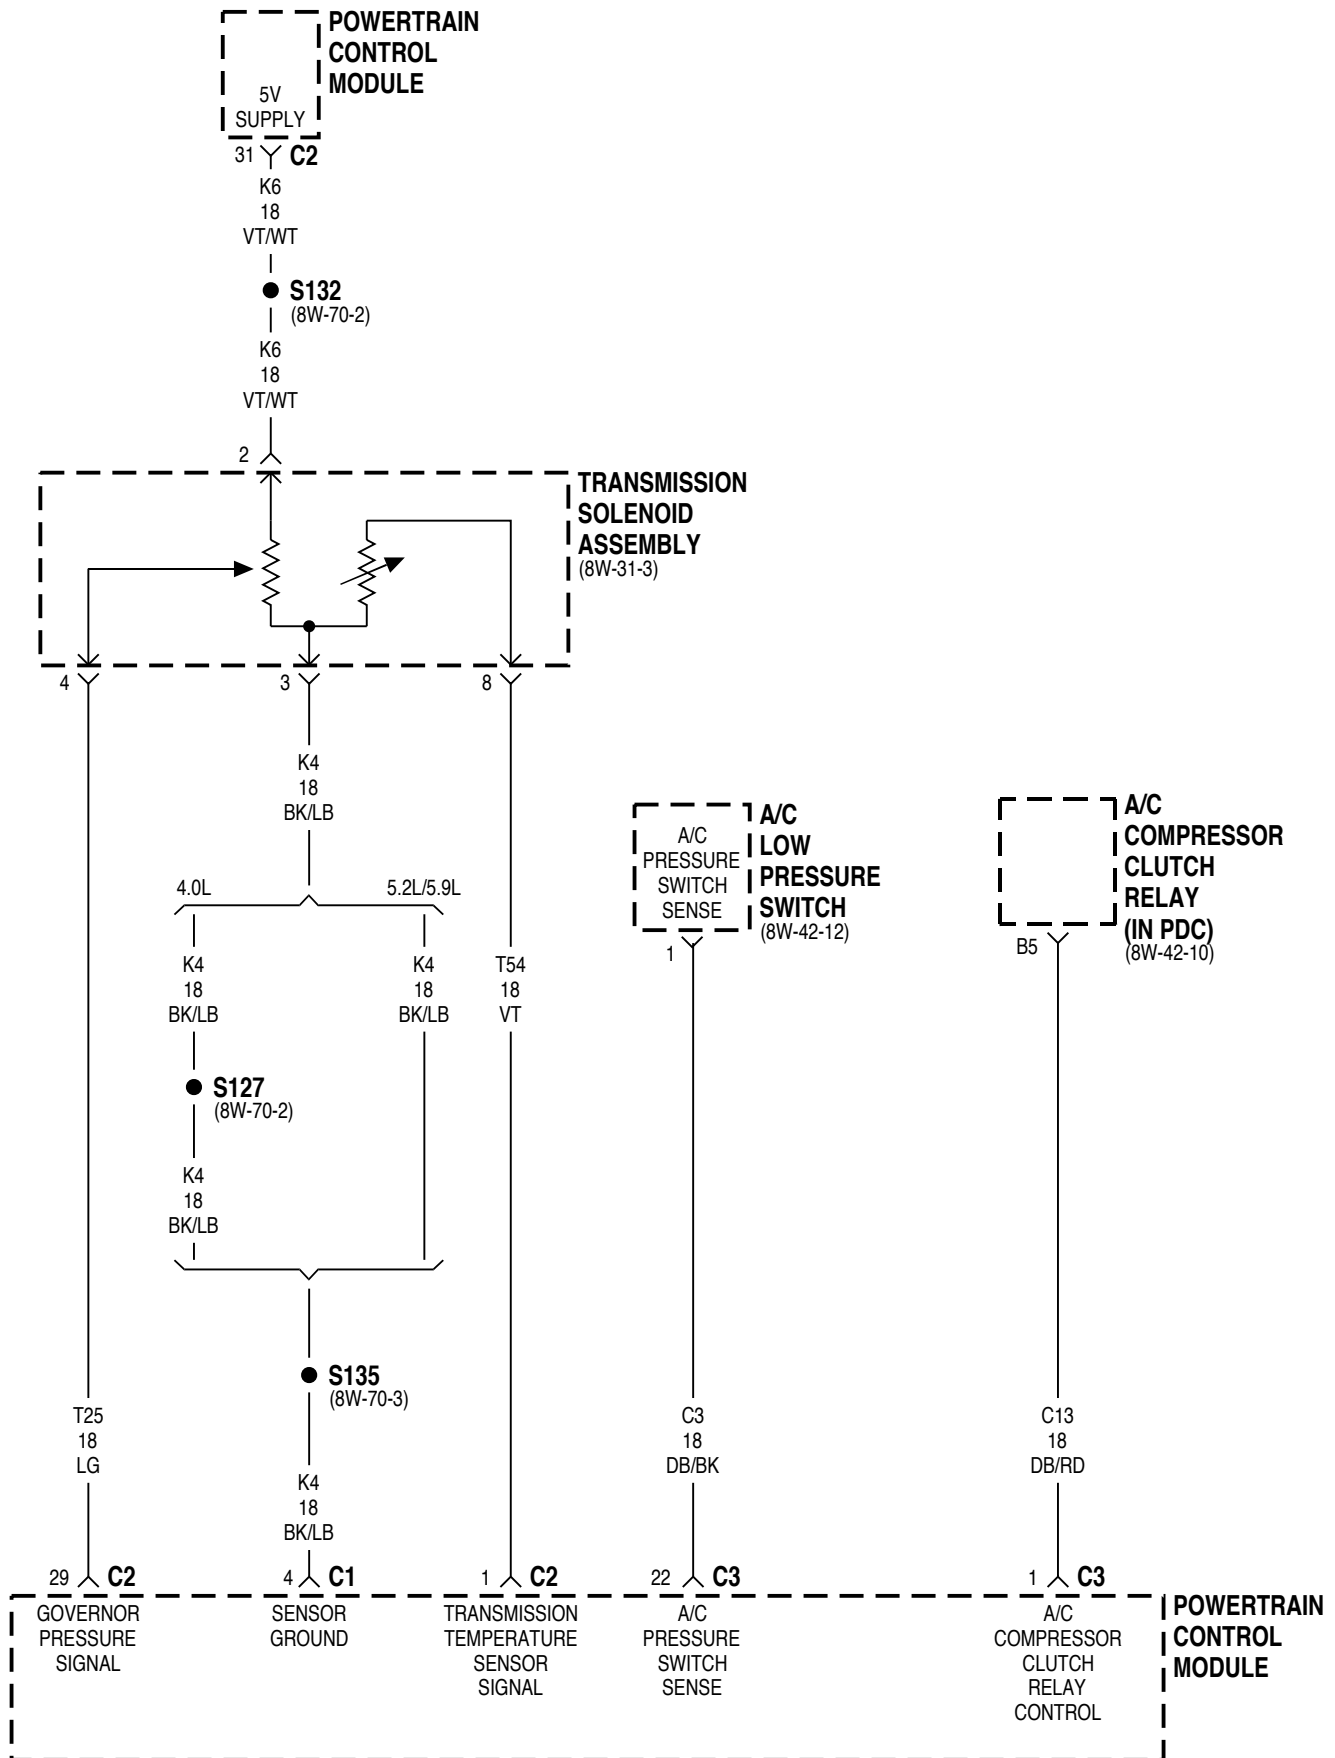 POWERTRAIN
CONTROL
MODULE
5V
SUPPLY
31 C2
K6
18
VT/WT
S132
(8W-70-2)
K6
18
VT/WT
2
TRANSMISSION
SOLENOID
ASSEMBLY
(8W-31-3)
4
3
8
K4
18
BK/LB
4.0L
5.2L/5.9L
K4
18
BK/LB
K4
18
BK/LB
T54
18
VT
S127
(8W-70-2)
K4
18
BK/LB
S135
(8W-70-3)
T25
18
LG
K4
18
BK/LB
A/C
PRESSURE
SWITCH
SENSE
A/C
LOW
PRESSURE
SWITCH
(8W-42-12)
1
C3
18
DB/BK
A/C
COMPRESSOR
CLUTCH
RELAY
(IN PDC)
(8W-42-10)
B5
C13
18
DB/RD
29 C2
4 C1
1 C2
22 C3
1 C3
GOVERNOR
PRESSURE
SIGNAL
SENSOR
GROUND
TRANSMISSION
TEMPERATURE
SENSOR
SIGNAL
A/C
PRESSURE
SWITCH
SENSE
A/C
COMPRESSOR
CLUTCH
RELAY
CONTROL
POWERTRAIN
CONTROL
MODULE